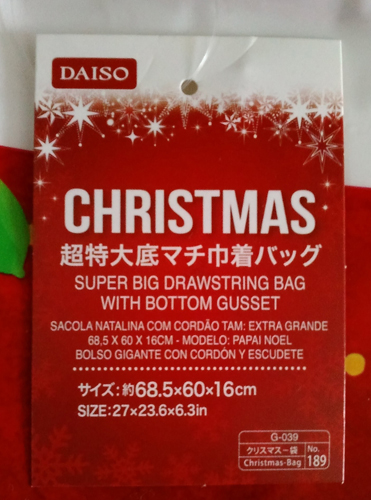 DAISO
CHRISTMAS
超特大底マチ巾着バッグ
SUPER BIG DRAWSTRING BAG
WITH BOTTOM GUSSET
SACOLA NATALINA COM CORDÃO TAM: EXTRA GRANDE
68,5 X 60 X 16CM - MODELO: PAPAI NOEL
BOLSO GIGANTE CON CORDÓN Y ESCUDETE
サイズ:約68.5×60×16cm
SIZE:27×23.6×6.3in
G-039
クリスマス－袋 No.
Christmas-Bag 189